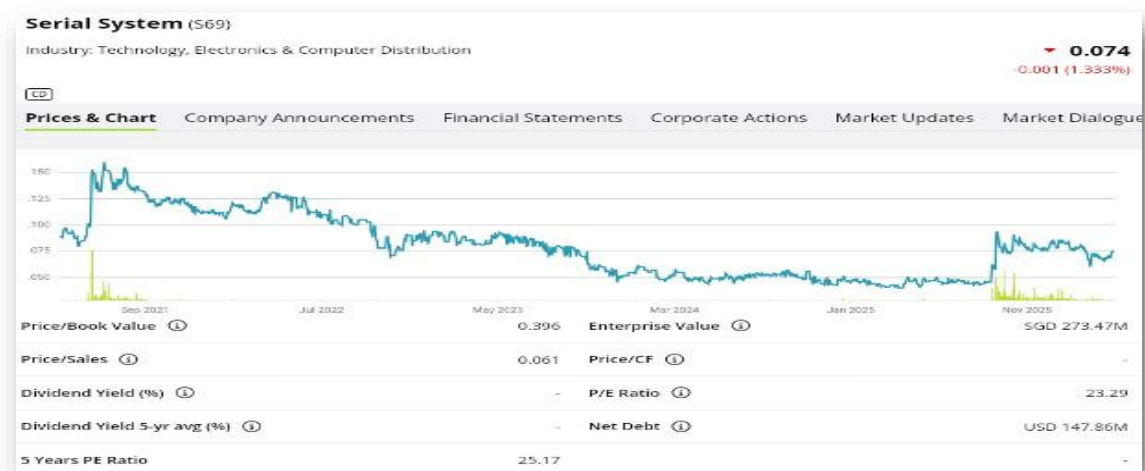 Serial System (S69)
Industry: Technology, Electronics & Computer Distribution
0.074
-0.001 (1.333%)
CD
Prices & Chart Company Announcements Financial Statements Corporate Actions Market Updates Market Dialogue
.150
.125
.100
.075
.050
Sep 2021 Jul 2022 May 2023 Mar 2024 Jan 2025 Nov 2025
Price/Book Value 0.396 Enterprise Value SGD 273.47M
Price/Sales 0.061 Price/CF -
Dividend Yield (%) - P/E Ratio 23.29
Dividend Yield 5-yr avg (%) - Net Debt USD 147.86M
5 Years PE Ratio 25.17 -